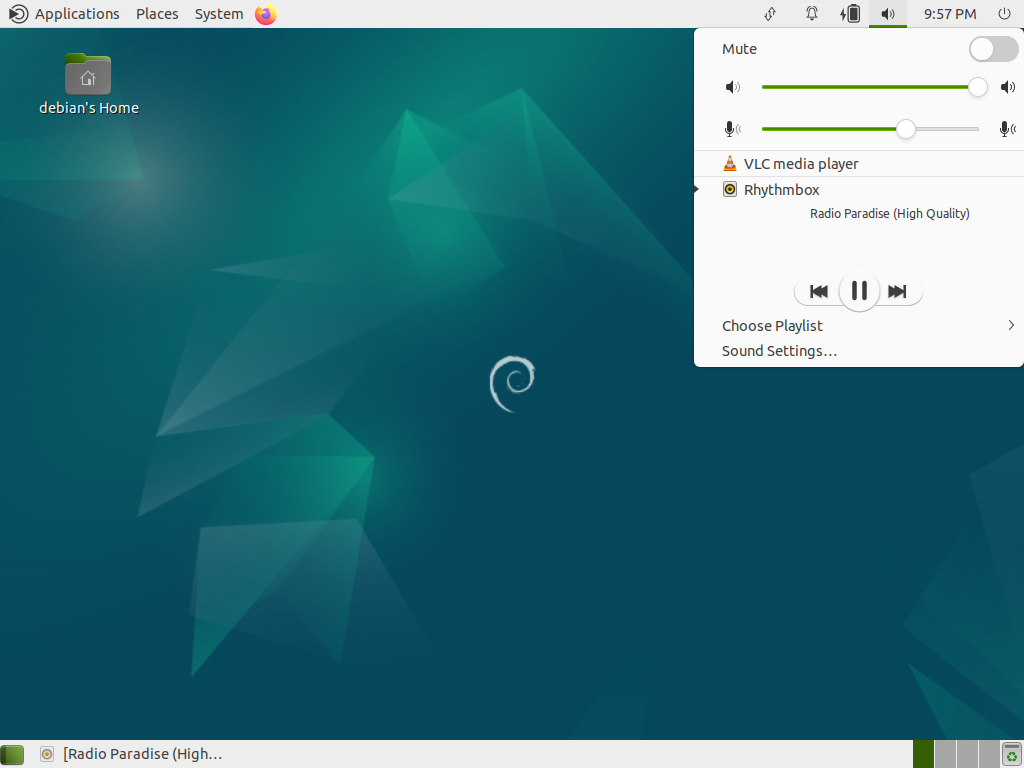 Applications Places System 9:57 PM
debian's Home
Mute
VLC media player
Rhythmbox
Radio Paradise (High Quality)
Choose Playlist
Sound Settings…
[Radio Paradise (High…